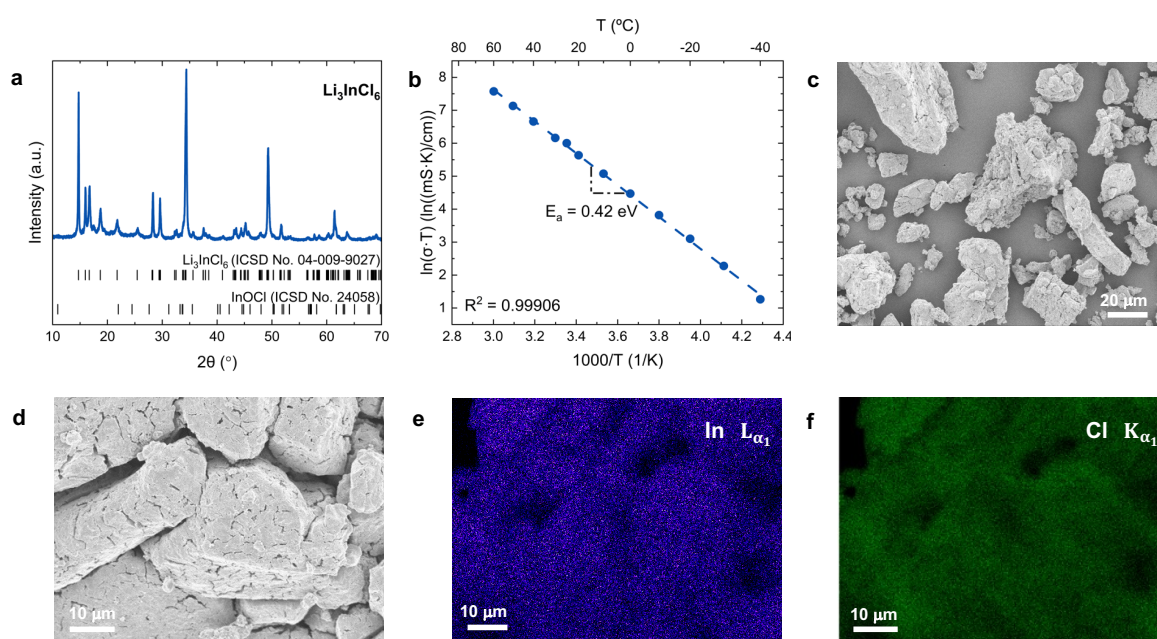 a
Li₃InCl₆
Intensity (a.u.)
Li₃InCl₆ (ICSD No. 04-009-9027)
InOCl (ICSD No. 24058)
10 20 30 40 50 60 70
2θ (°)
b
T (ºC)
80 60 40 20 0 -20 -40
ln(σ·T) (ln((mS·K)/cm))
8
7
6
5
4
3
2
1
Eₐ = 0.42 eV
R² = 0.99906
2.8 3.0 3.2 3.4 3.6 3.8 4.0 4.2 4.4
1000/T (1/K)
c
20 μm
d
10 μm
e
In Lα₁
10 μm
f
Cl Kα₁
10 μm